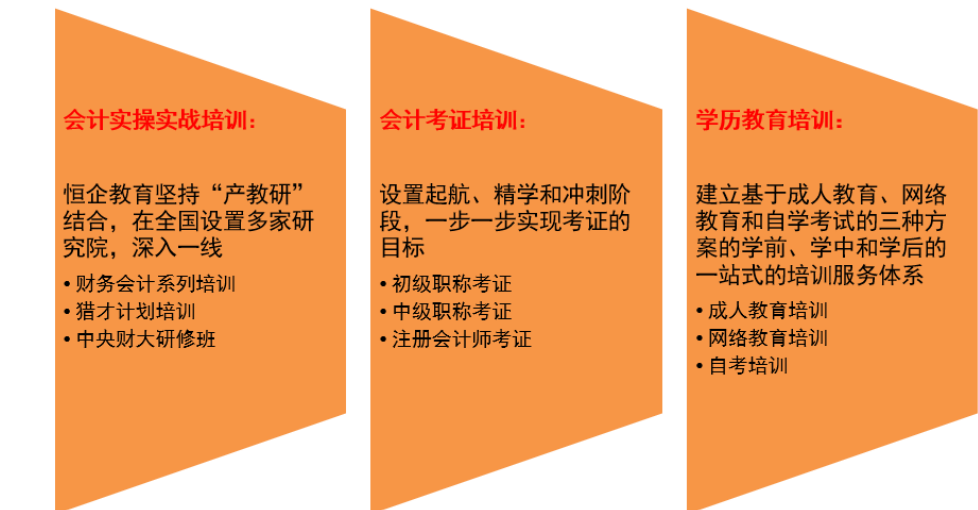 会计实操实战培训：
恒企教育坚持“产教研”
结合，在全国设置多家研
究院，深入一线
•财务会计系列培训
•猎才计划培训
•中央财大研修班
会计考证培训：
设置起航、精学和冲刺阶
段，一步一步实现考证的
目标
•初级职称考证
•中级职称考证
•注册会计师考证
学历教育培训：
建立基于成人教育、网络
教育和自学考试的三种方
案的学前、学中和学后的
一站式的培训服务体系
•成人教育培训
•网络教育培训
•自考培训